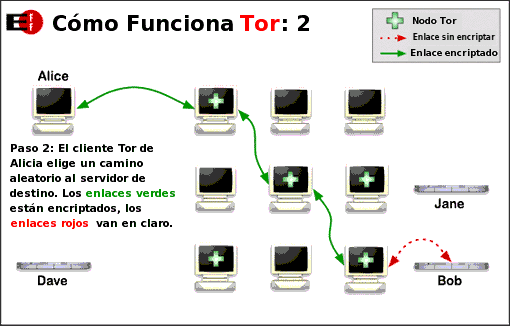 Eff
Cómo Funciona Tor: 2
Nodo Tor
Enlace sin encriptar
Enlace encriptado
Alice
Paso 2: El cliente Tor de
Alicia elige un camino
aleatorio al servidor de
destino. Los enlaces verdes
están encriptados, los
enlaces rojos van en claro.
Jane
Dave
Bob